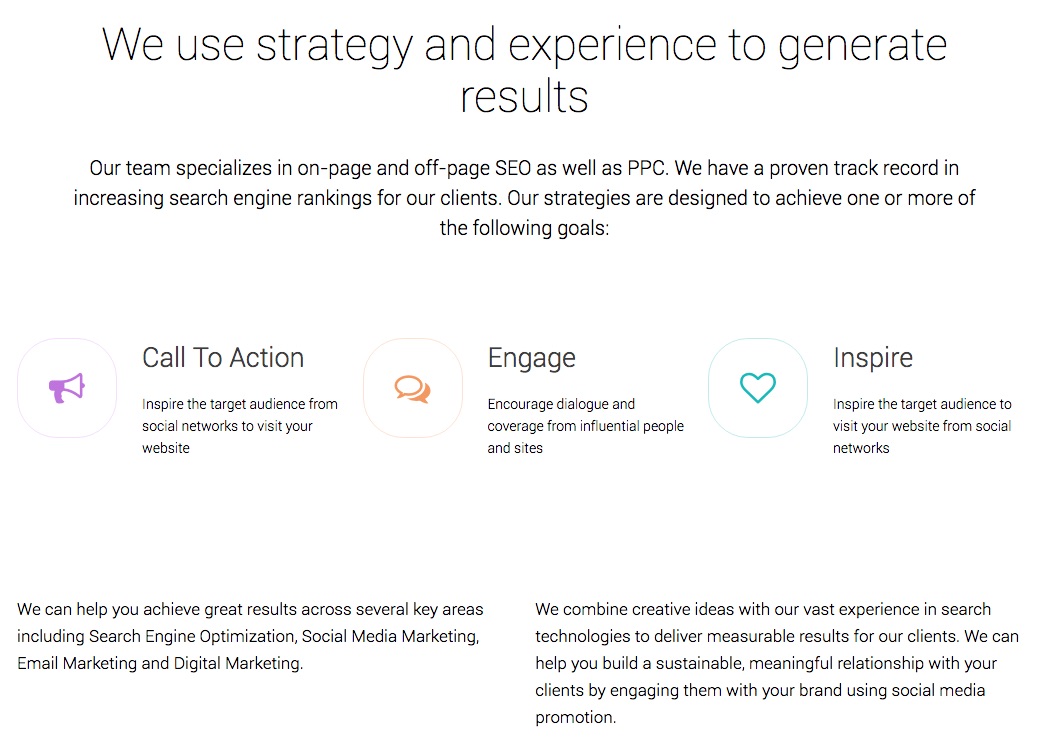 We use strategy and experience to generate
results
Our team specializes in on-page and off-page SEO as well as PPC. We have a proven track record in
increasing search engine rankings for our clients. Our strategies are designed to achieve one or more of
the following goals:
Call To Action
Inspire the target audience from
social networks to visit your
website
Engage
Encourage dialogue and
coverage from influential people
and sites
Inspire
Inspire the target audience to
visit your website from social
networks
We can help you achieve great results across several key areas
including Search Engine Optimization, Social Media Marketing,
Email Marketing and Digital Marketing.
We combine creative ideas with our vast experience in search
technologies to deliver measurable results for our clients. We can
help you build a sustainable, meaningful relationship with your
clients by engaging them with your brand using social media
promotion.